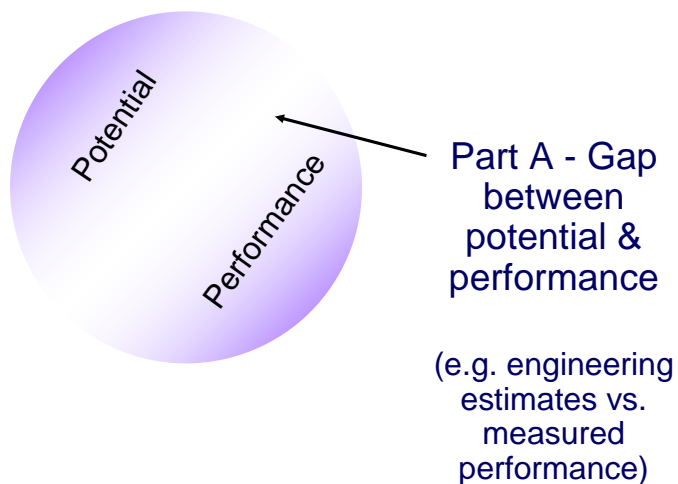 Potential
Performance
Part A - Gap
between
potential &
performance
(e.g. engineering
estimates vs.
measured
performance)